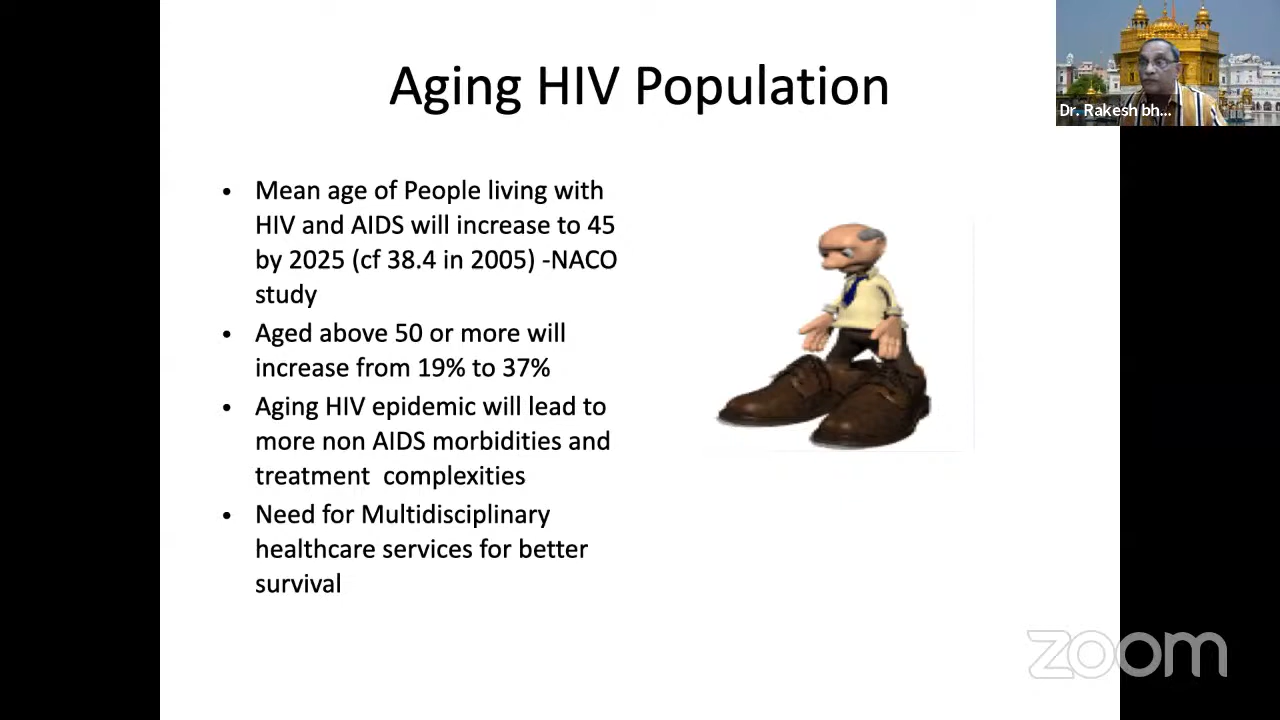 Aging HIV Population
Dr. Rakesh bh...
• Mean age of People living with
HIV and AIDS will increase to 45
by 2025 (cf 38.4 in 2005) -NACO
study
• Aged above 50 or more will
increase from 19% to 37%
• Aging HIV epidemic will lead to
more non AIDS morbidities and
treatment  complexities
• Need for Multidisciplinary
healthcare services for better
survival
zoom